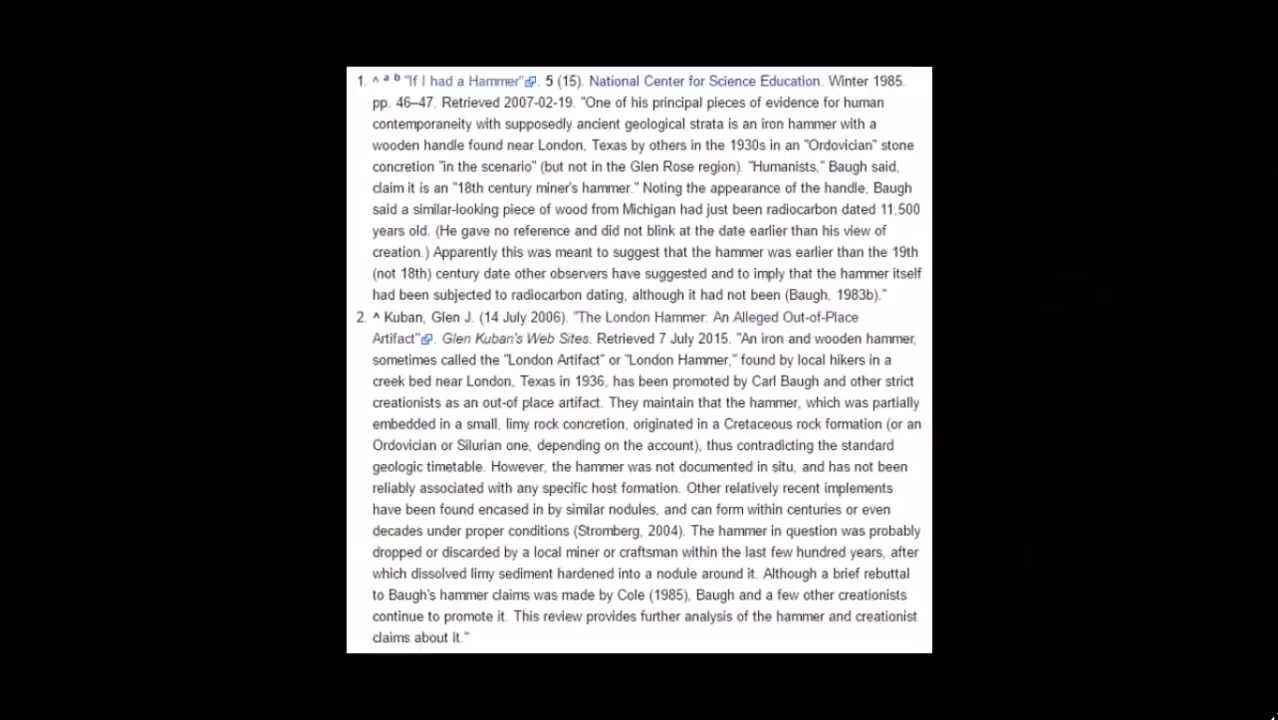 1. ^ a b "If I had a Hammer". 5 (15). National Center for Science Education. Winter 1985.
pp. 46–47. Retrieved 2007-02-19. "One of his principal pieces of evidence for human
contemporaneity with supposedly ancient geological strata is an iron hammer with a
wooden handle found near London, Texas by others in the 1930s in an "Ordovician" stone
concretion "in the scenario" (but not in the Glen Rose region). "Humanists," Baugh said,
claim it is an "18th century miner's hammer." Noting the appearance of the handle, Baugh
said a similar-looking piece of wood from Michigan had just been radiocarbon dated 11,500
years old. (He gave no reference and did not blink at the date earlier than his view of
creation.) Apparently this was meant to suggest that the hammer was earlier than the 19th
(not 18th) century date other observers have suggested and to imply that the hammer itself
had been subjected to radiocarbon dating, although it had not been (Baugh, 1983b)."
2. ^ Kuban, Glen J. (14 July 2006). "The London Hammer: An Alleged Out-of-Place
Artifact". Glen Kuban's Web Sites. Retrieved 7 July 2015. "An iron and wooden hammer,
sometimes called the "London Artifact" or "London Hammer," found by local hikers in a
creek bed near London, Texas in 1936, has been promoted by Carl Baugh and other strict
creationists as an out-of place artifact. They maintain that the hammer, which was partially
embedded in a small, limy rock concretion, originated in a Cretaceous rock formation (or an
Ordovician or Silurian one, depending on the account), thus contradicting the standard
geologic timetable. However, the hammer was not documented in situ, and has not been
reliably associated with any specific host formation. Other relatively recent implements
have been found encased in by similar nodules, and can form within centuries or even
decades under proper conditions (Stromberg, 2004). The hammer in question was probably
dropped or discarded by a local miner or craftsman within the last few hundred years, after
which dissolved limy sediment hardened into a nodule around it. Although a brief rebuttal
to Baugh's hammer claims was made by Cole (1985), Baugh and a few other creationists
continue to promote it. This review provides further analysis of the hammer and creationist
claims about it."